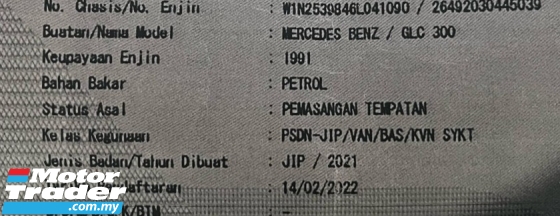 No. Chasis/No. Enjin : W1N2539846L041090 / 26492030445039
Buatan/Nama Model : MERCEDES BENZ / GLC 300
Keupayaan Enjin : 1991
Bahan Bakar : PETROL
Status Asal : PEMASANGAN TEMPATAN
Kelas Kegunaan : PSDN-JIP/VAN/BAS/KVN SYKT
Jenis Badan/Tahun Dibuat : JIP / 2021
aftaran : 14/02/2022
K/BTM : -
Motor
Trader
.com.my